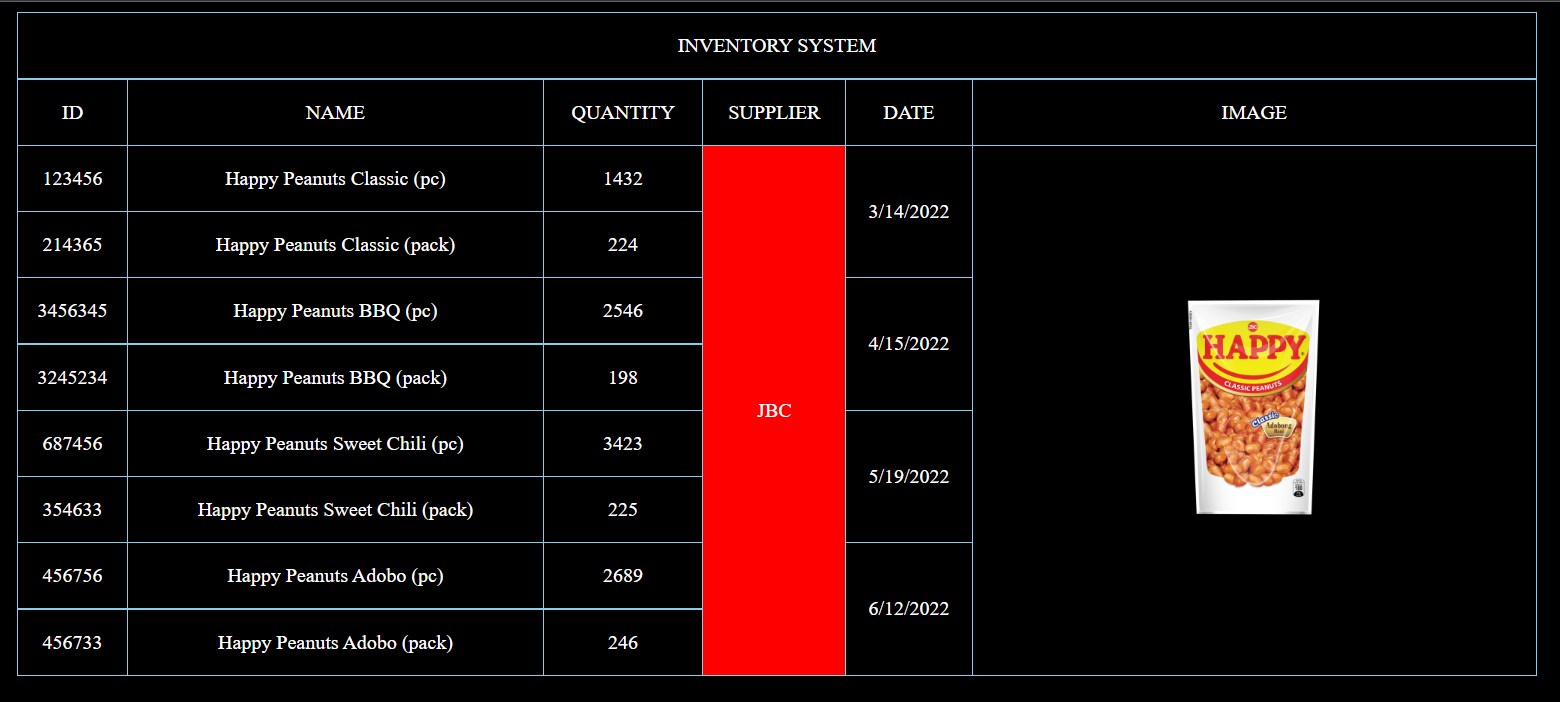 INVENTORY SYSTEM
ID NAME QUANTITY SUPPLIER DATE IMAGE
123456 Happy Peanuts Classic (pc) 1432
3/14/2022
214365 Happy Peanuts Classic (pack) 224
3456345 Happy Peanuts BBQ (pc) 2546
4/15/2022
3245234 Happy Peanuts BBQ (pack) 198
JBC
687456 Happy Peanuts Sweet Chili (pc) 3423
5/19/2022
354633 Happy Peanuts Sweet Chili (pack) 225
456756 Happy Peanuts Adobo (pc) 2689
6/12/2022
456733 Happy Peanuts Adobo (pack) 246
JBC
HAPPY
CLASSIC PEANUTS
Classic
Adobong